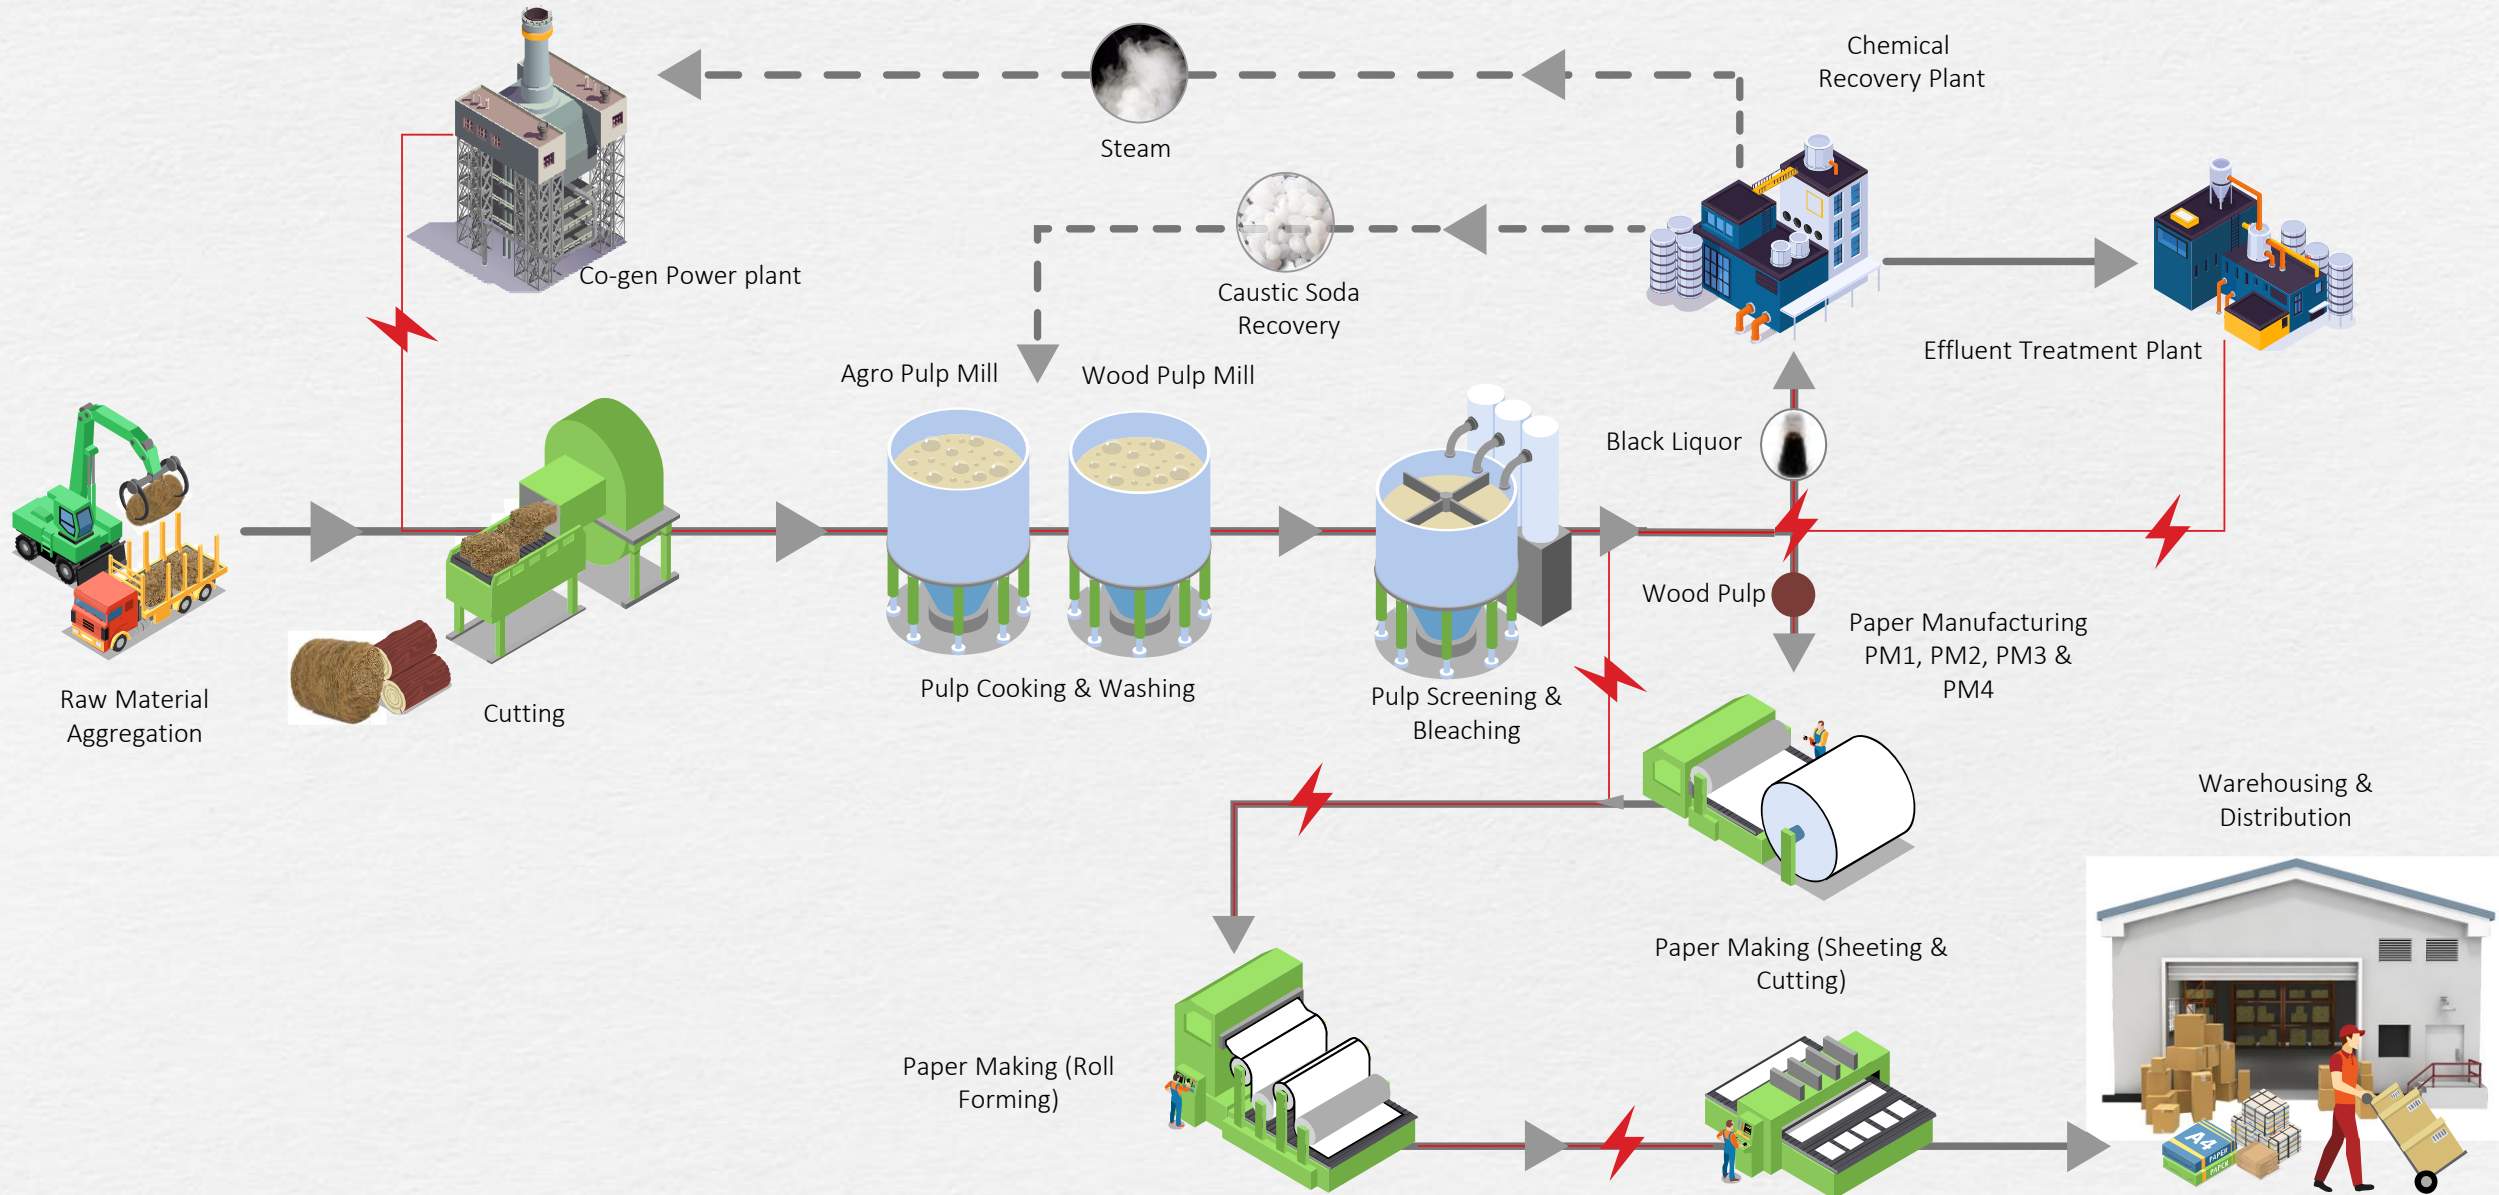 Chemical
Recovery Plant
Steam
Co-gen Power plant
Caustic Soda
Recovery
Effluent Treatment Plant
Agro Pulp Mill
Wood Pulp Mill
Black Liquor
Wood Pulp
Paper Manufacturing
PM1, PM2, PM3 &
PM4
Raw Material
Aggregation
Cutting
Pulp Cooking & Washing
Pulp Screening &
Bleaching
Warehousing &
Distribution
Paper Making (Sheeting &
Cutting)
Paper Making (Roll
Forming)
A4
PAPER
PAPER